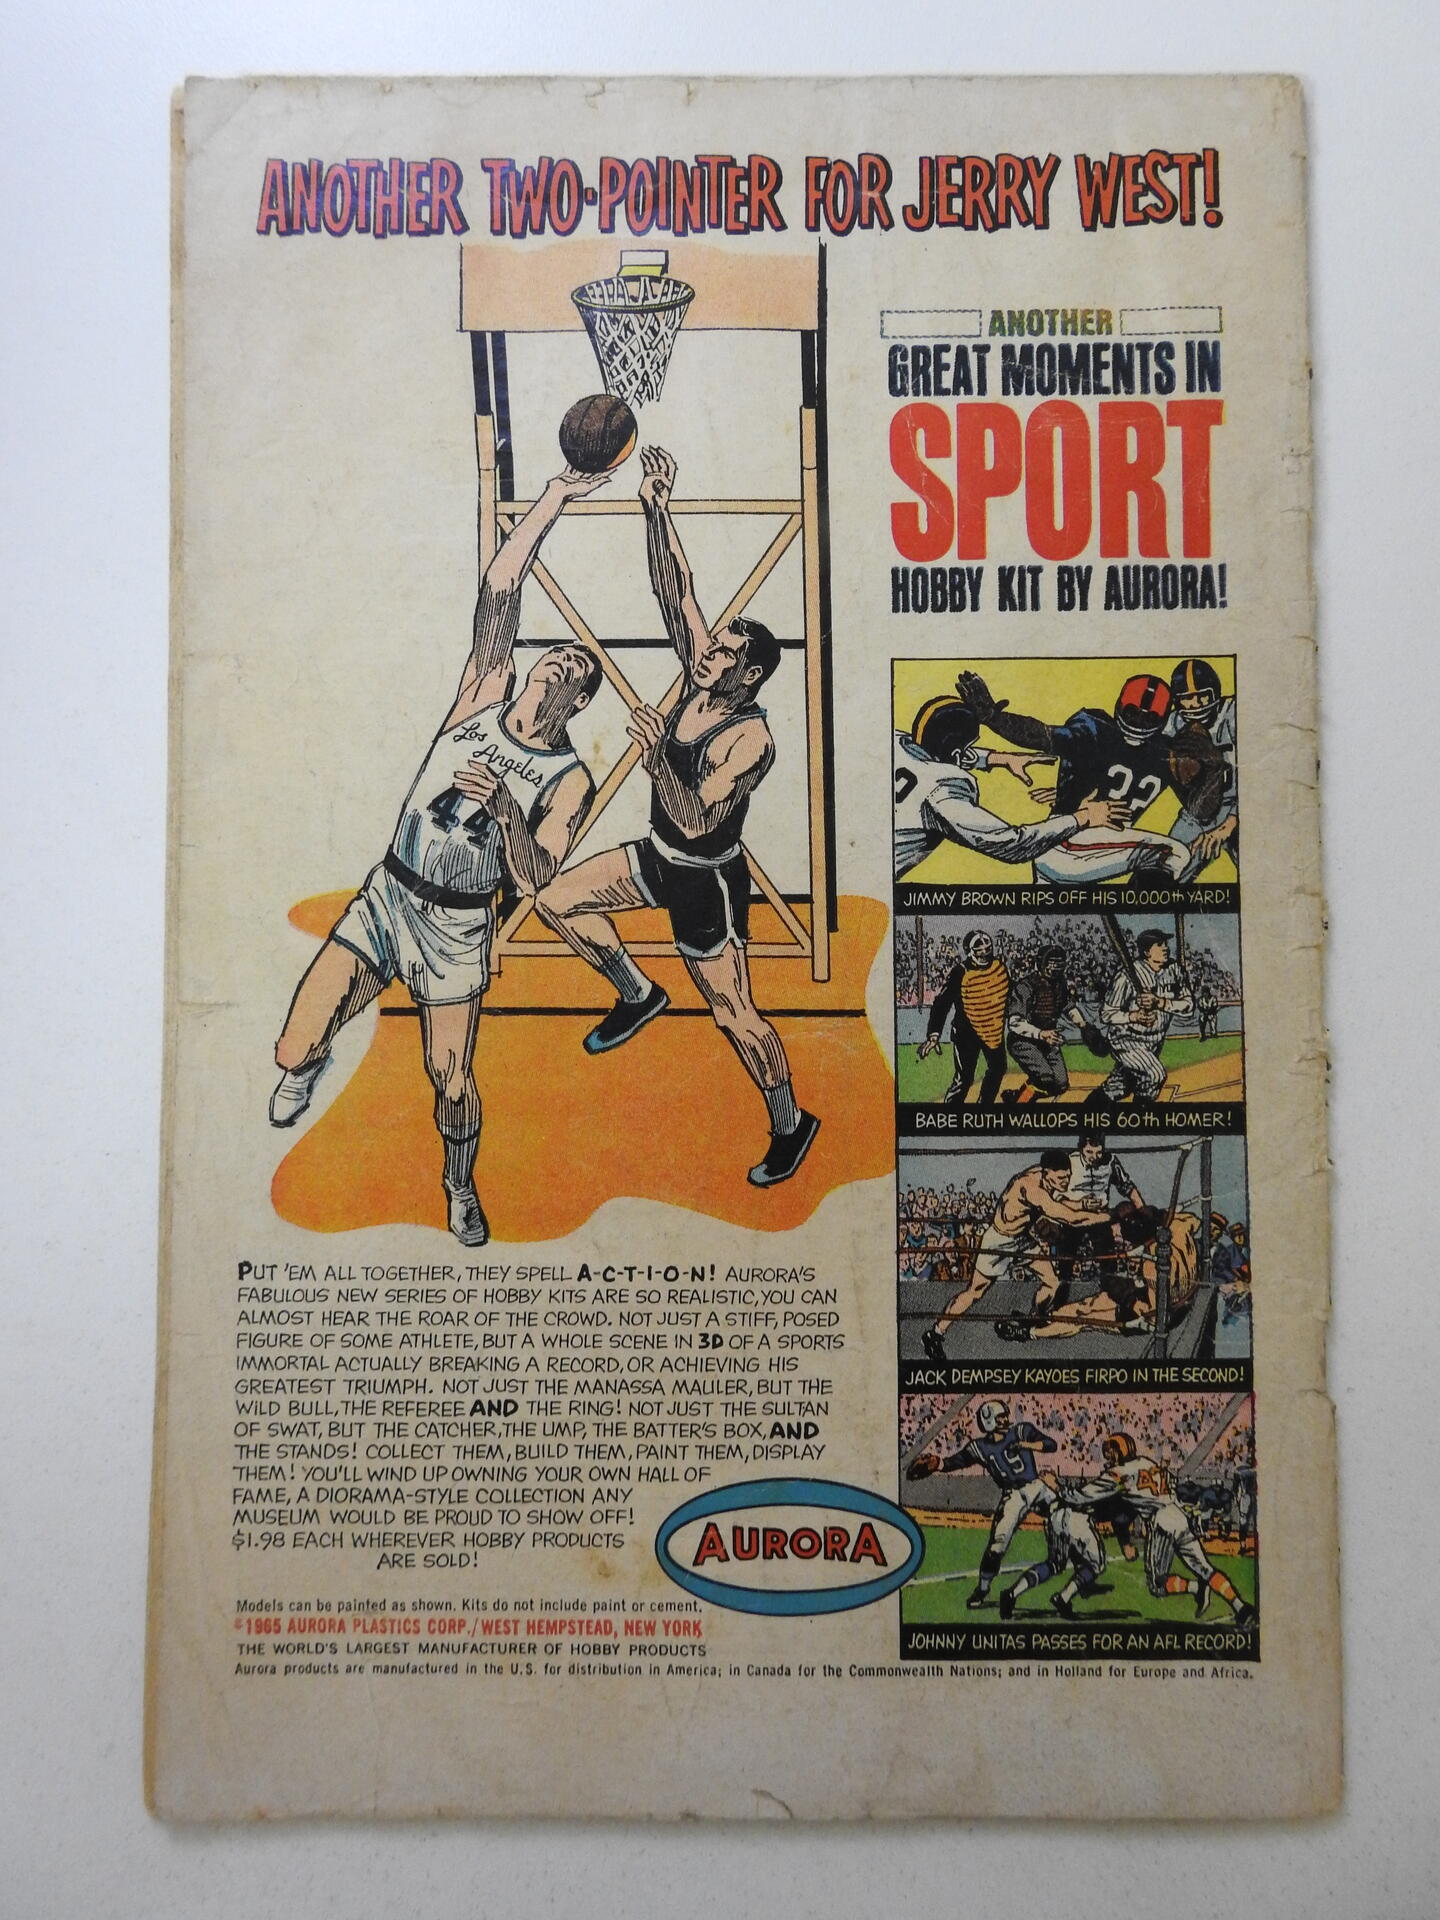 ANOTHER TWO-POINTER FOR JERRY WEST!
ANOTHER
GREAT MOMENTS IN
SPORT
HOBBY KIT BY AURORA!
Los
Angeles
44
32
JIMMY BROWN RIPS OFF HIS 10,000th YARD!
BABE RUTH WALLOPS HIS 60th HOMER!
JACK DEMPSEY KAYOES FIRPO IN THE SECOND!
19
JOHNNY UNITAS PASSES FOR AN AFL RECORD!
PUT 'EM ALL TOGETHER, THEY SPELL A-C-T-I-O-N! AURORA'S
FABULOUS NEW SERIES OF HOBBY KITS ARE SO REALISTIC, YOU CAN
ALMOST HEAR THE ROAR OF THE CROWD. NOT JUST A STIFF, POSED
FIGURE OF SOME ATHLETE, BUT A WHOLE SCENE IN 3D OF A SPORTS
IMMORTAL ACTUALLY BREAKING A RECORD, OR ACHIEVING HIS
GREATEST TRIUMPH. NOT JUST THE MANASSA MAULER, BUT THE
WILD BULL, THE REFEREE AND THE RING! NOT JUST THE SULTAN
OF SWAT, BUT THE CATCHER, THE UMP, THE BATTER'S BOX, AND
THE STANDS! COLLECT THEM, BUILD THEM, PAINT THEM, DISPLAY
THEM! YOU'LL WIND UP OWNING YOUR OWN HALL OF
FAME, A DIORAMA-STYLE COLLECTION ANY
MUSEUM WOULD BE PROUD TO SHOW OFF!
$1.98 EACH WHEREVER HOBBY PRODUCTS
ARE SOLD!
AURORA
Models can be painted as shown. Kits do not include paint or cement.
©1965 AURORA PLASTICS CORP./WEST HEMPSTEAD, NEW YORK
THE WORLD'S LARGEST MANUFACTURER OF HOBBY PRODUCTS
Aurora products are manufactured in the U.S. for distribution in America; in Canada for the Commonwealth Nations; and in Holland for Europe and Africa.